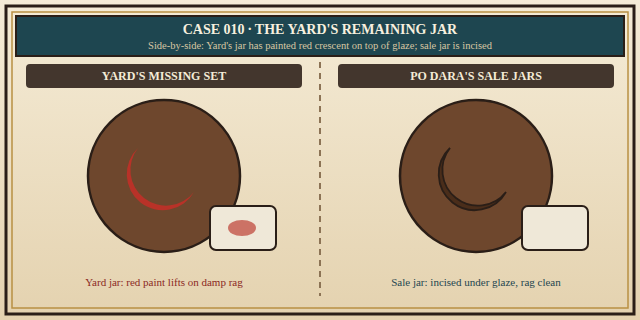 CASE 010 · THE YARD'S REMAINING JAR
Side-by-side: Yard's jar has painted red crescent on top of glaze; sale jar is incised
YARD'S MISSING SET
PO DARA'S SALE JARS
Yard jar: red paint lifts on damp rag
Sale jar: incised under glaze, rag clean